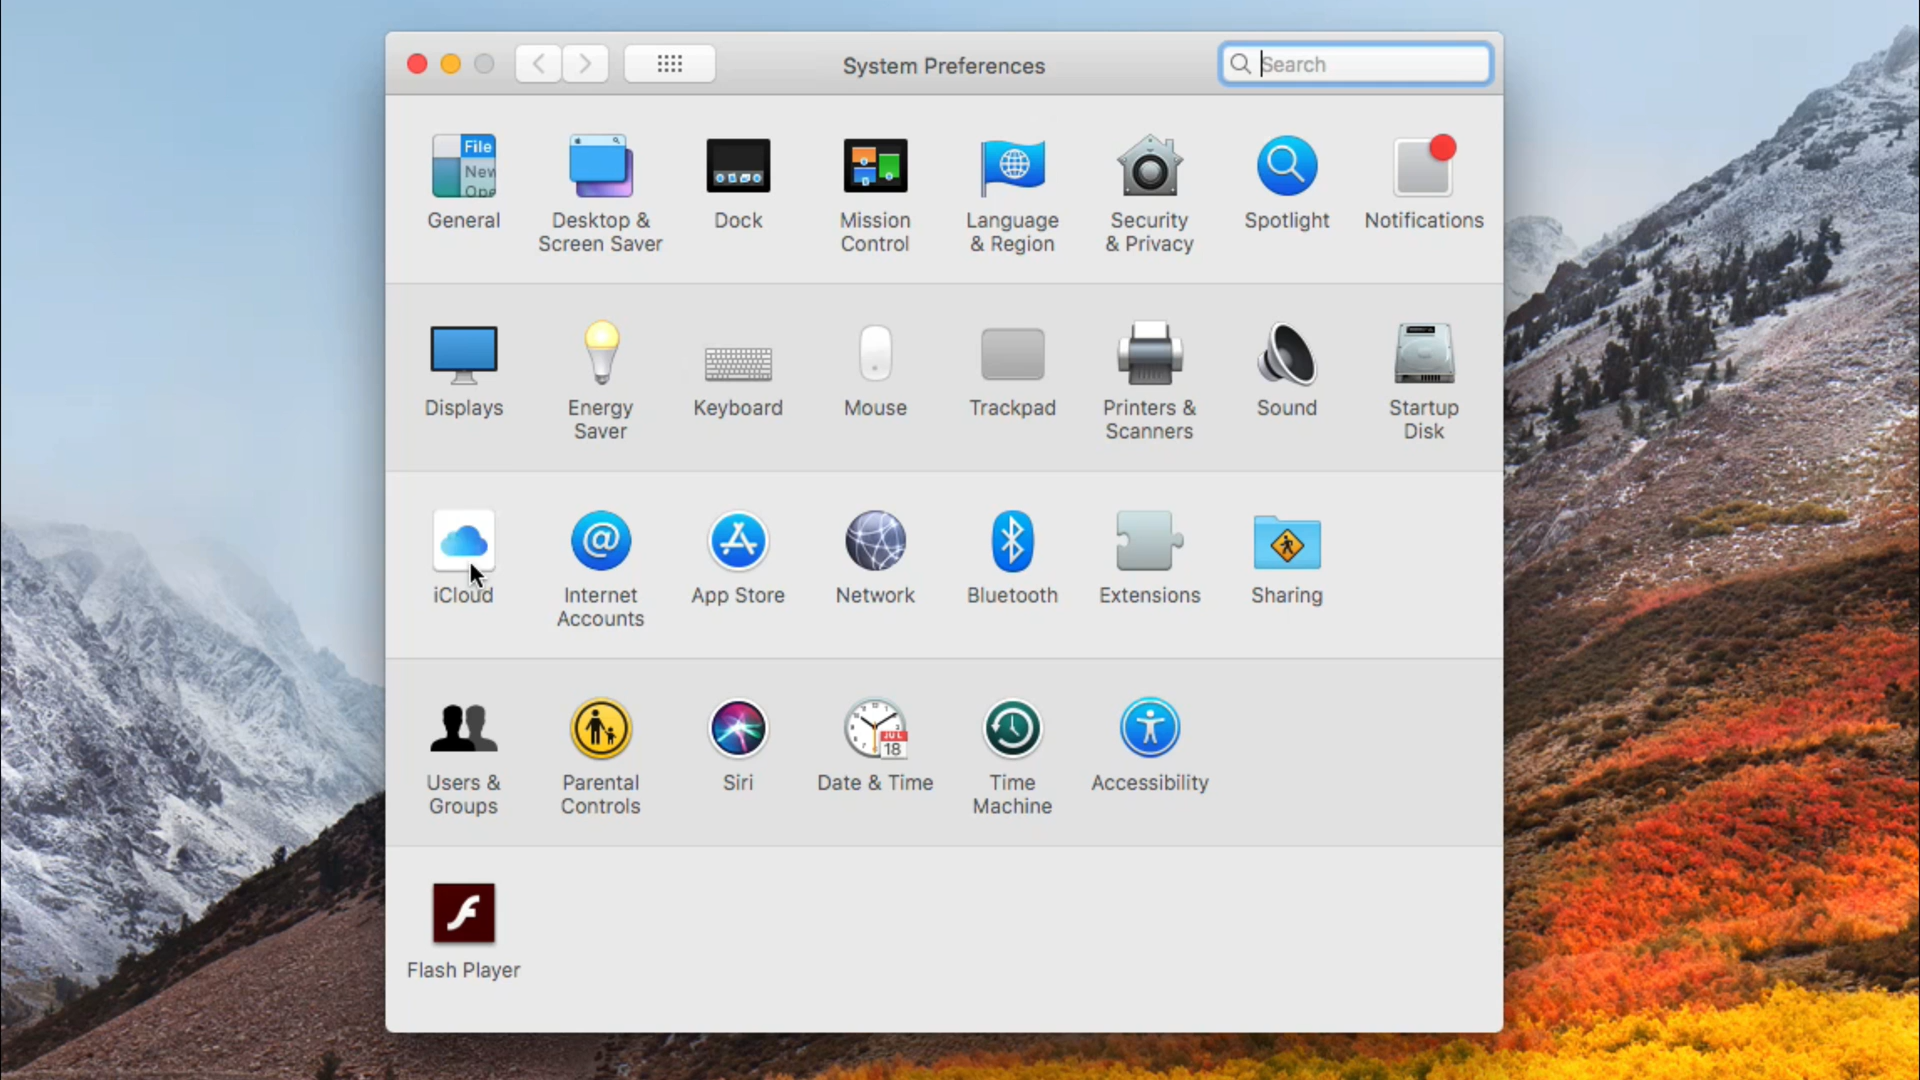 System Preferences
Search
File
New
Ope
General
Desktop &
Screen Saver
Dock
Mission
Control
Language
& Region
Security
& Privacy
Spotlight
Notifications
Displays
Energy
Saver
Keyboard
Mouse
Trackpad
Printers &
Scanners
Sound
Startup
Disk
iCloud
Internet
Accounts
App Store
Network
Bluetooth
Extensions
Sharing
Users &
Groups
Parental
Controls
Siri
JUL
18
Date & Time
Time
Machine
Accessibility
Flash Player